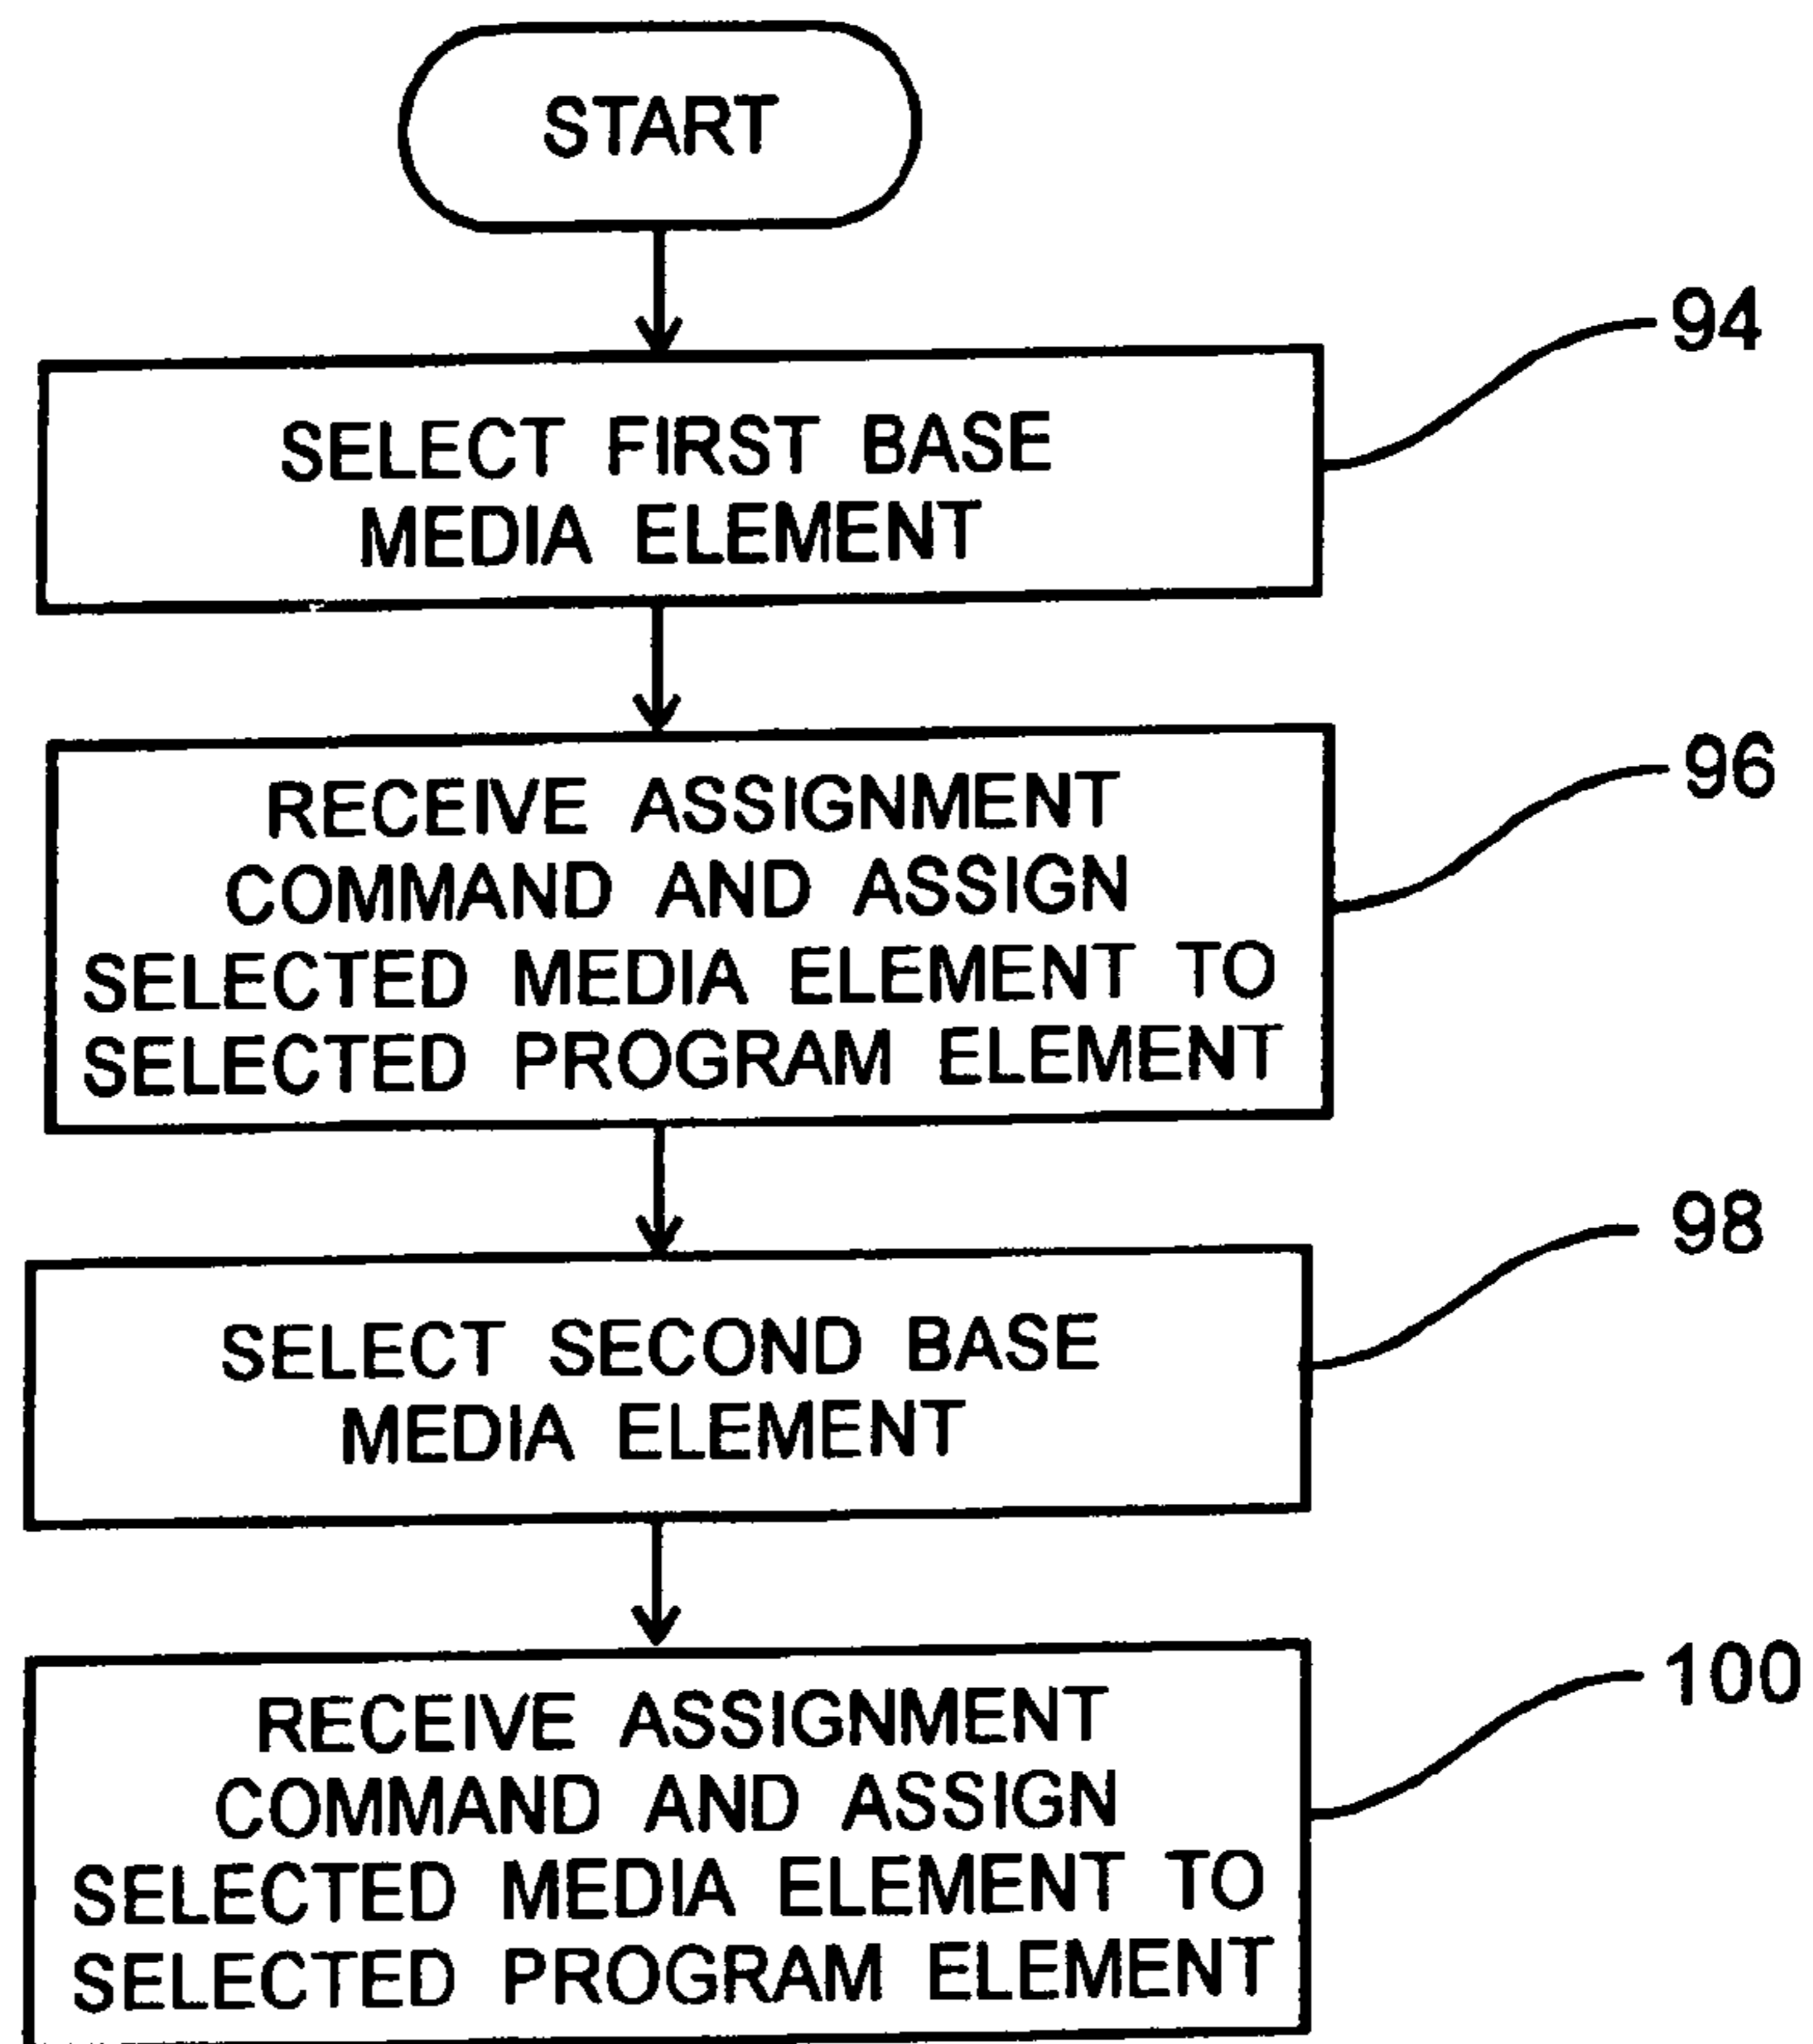 START
94
SELECT FIRST BASE
MEDIA ELEMENT
96
RECEIVE ASSIGNMENT
COMMAND AND ASSIGN
SELECTED MEDIA ELEMENT TO
SELECTED PROGRAM ELEMENT
98
SELECT SECOND BASE
MEDIA ELEMENT
100
RECEIVE ASSIGNMENT
COMMAND AND ASSIGN
SELECTED MEDIA ELEMENT TO
SELECTED PROGRAM ELEMENT